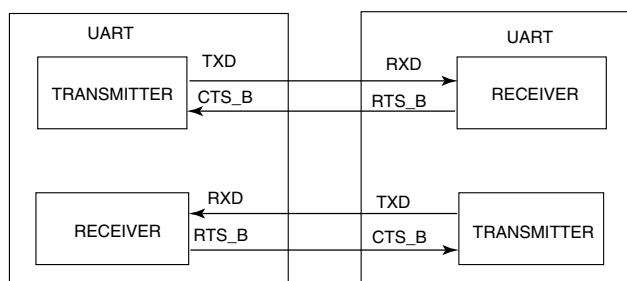 UART
UART
TXD
RXD
TRANSMITTER
CTS_B
RTS_B
RECEIVER
RXD
TXD
RECEIVER
RTS_B
CTS_B
TRANSMITTER